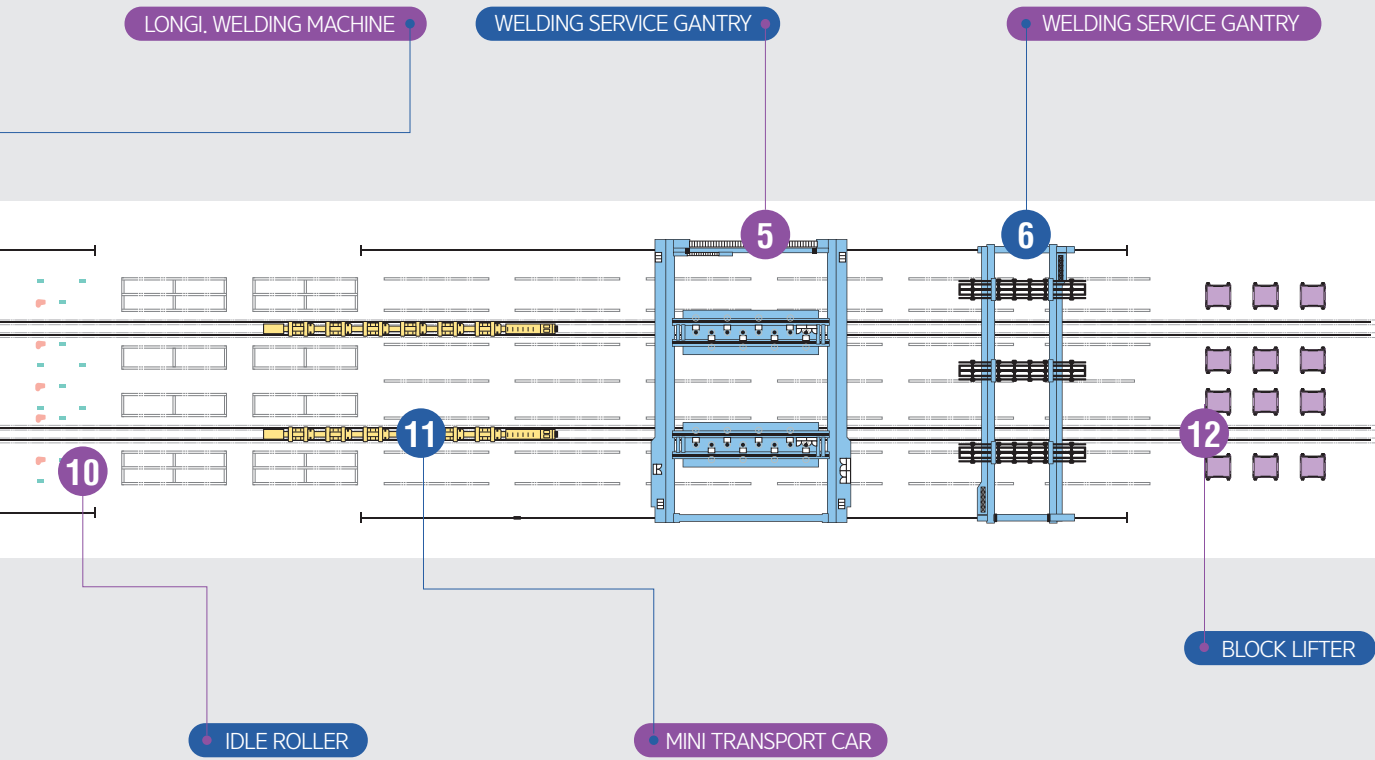 LONGI. WELDING MACHINE
WELDING SERVICE GANTRY
WELDING SERVICE GANTRY
5
6
11
12
10
BLOCK LIFTER
IDLE ROLLER
MINI TRANSPORT CAR